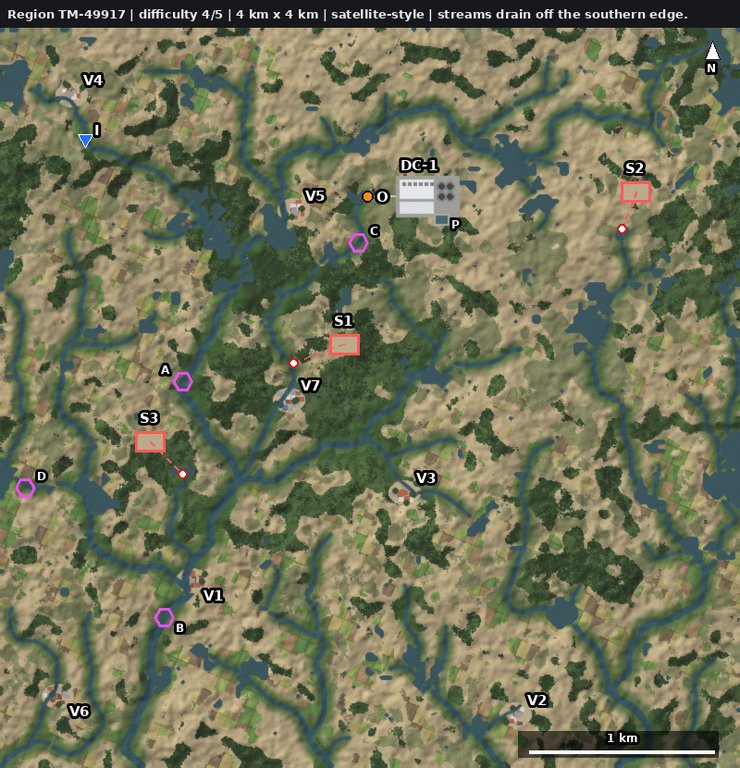 Region TM-49917 | difficulty 4/5 | 4 km x 4 km | satellite-style | streams drain off the southern edge.
N
V4
I
DC-1
S2
V5
O
P
C
S1
A
V7
S3
D
V3
V1
B
V2
V6
1 km